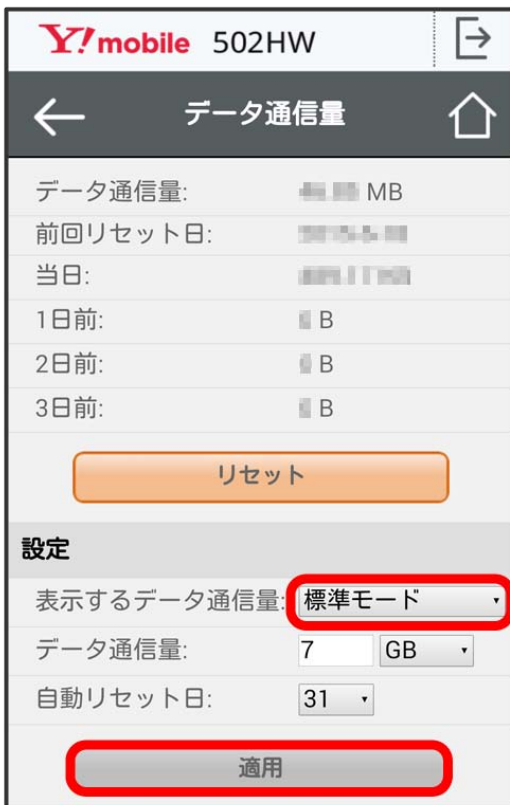 Y!mobile 502HW
データ通信量
データ通信量: MB
前回リセット日:
当日:
1日前: B
2日前: B
3日前: B
リセット
設定
表示するデータ通信量: 標準モード
データ通信量: 7 GB
自動リセット日: 31
適用